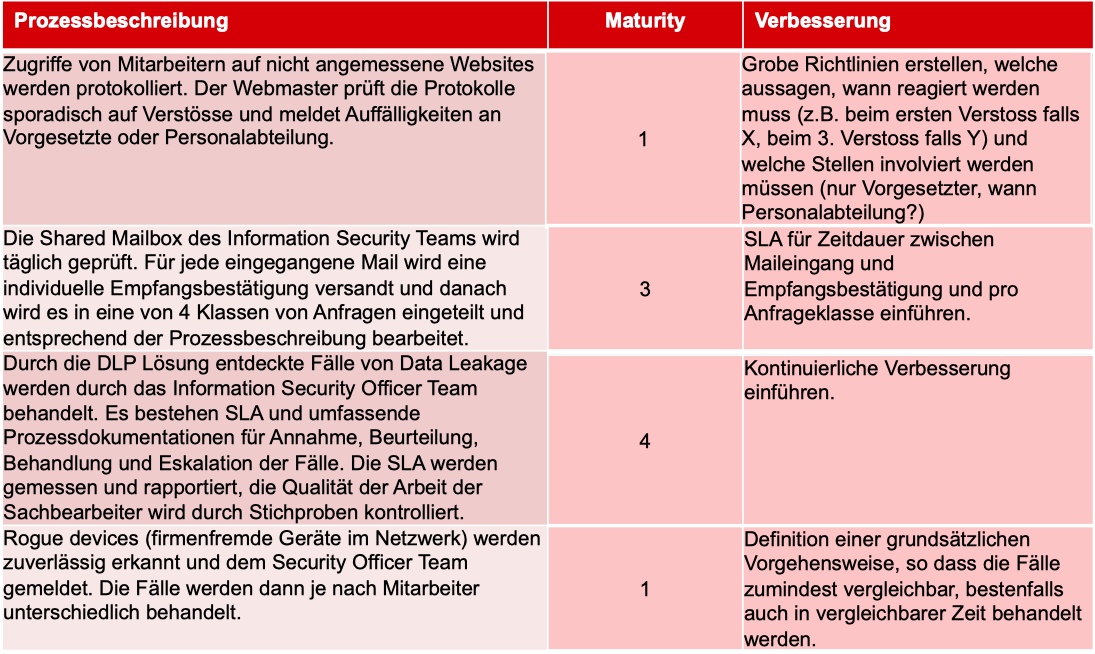 Prozessbeschreibung
Maturity
Verbesserung
Zugriffe von Mitarbeitern auf nicht angemessene Websites
werden protokolliert. Der Webmaster prüft die Protokolle
sporadisch auf Verstösse und meldet Auffälligkeiten an
Vorgesetzte oder Personalabteilung.
1
Grobe Richtlinien erstellen, welche
aussagen, wann reagiert werden
muss (z.B. beim ersten Verstoss falls
X, beim 3. Verstoss falls Y) und
welche Stellen involviert werden
müssen (nur Vorgesetzter, wann
Personalabteilung?)
Die Shared Mailbox des Information Security Teams wird
täglich geprüft. Für jede eingegangene Mail wird eine
individuelle Empfangsbestätigung versandt und danach
wird es in eine von 4 Klassen von Anfragen eingeteilt und
entsprechend der Prozessbeschreibung bearbeitet.
3
SLA für Zeitdauer zwischen
Maileingang und
Empfangsbestätigung und pro
Anfrageklasse einführen.
Durch die DLP Lösung entdeckte Fälle von Data Leakage
werden durch das Information Security Officer Team
behandelt. Es bestehen SLA und umfassende
Prozessdokumentationen für Annahme, Beurteilung,
Behandlung und Eskalation der Fälle. Die SLA werden
gemessen und rapportiert, die Qualität der Arbeit der
Sachbearbeiter wird durch Stichproben kontrolliert.
4
Kontinuierliche Verbesserung
einführen.
Rogue devices (firmenfremde Geräte im Netzwerk) werden
zuverlässig erkannt und dem Security Officer Team
gemeldet. Die Fälle werden dann je nach Mitarbeiter
unterschiedlich behandelt.
1
Definition einer grundsätzlichen
Vorgehensweise, so dass die Fälle
zumindest vergleichbar, bestenfalls
auch in vergleichbarer Zeit behandelt
werden.